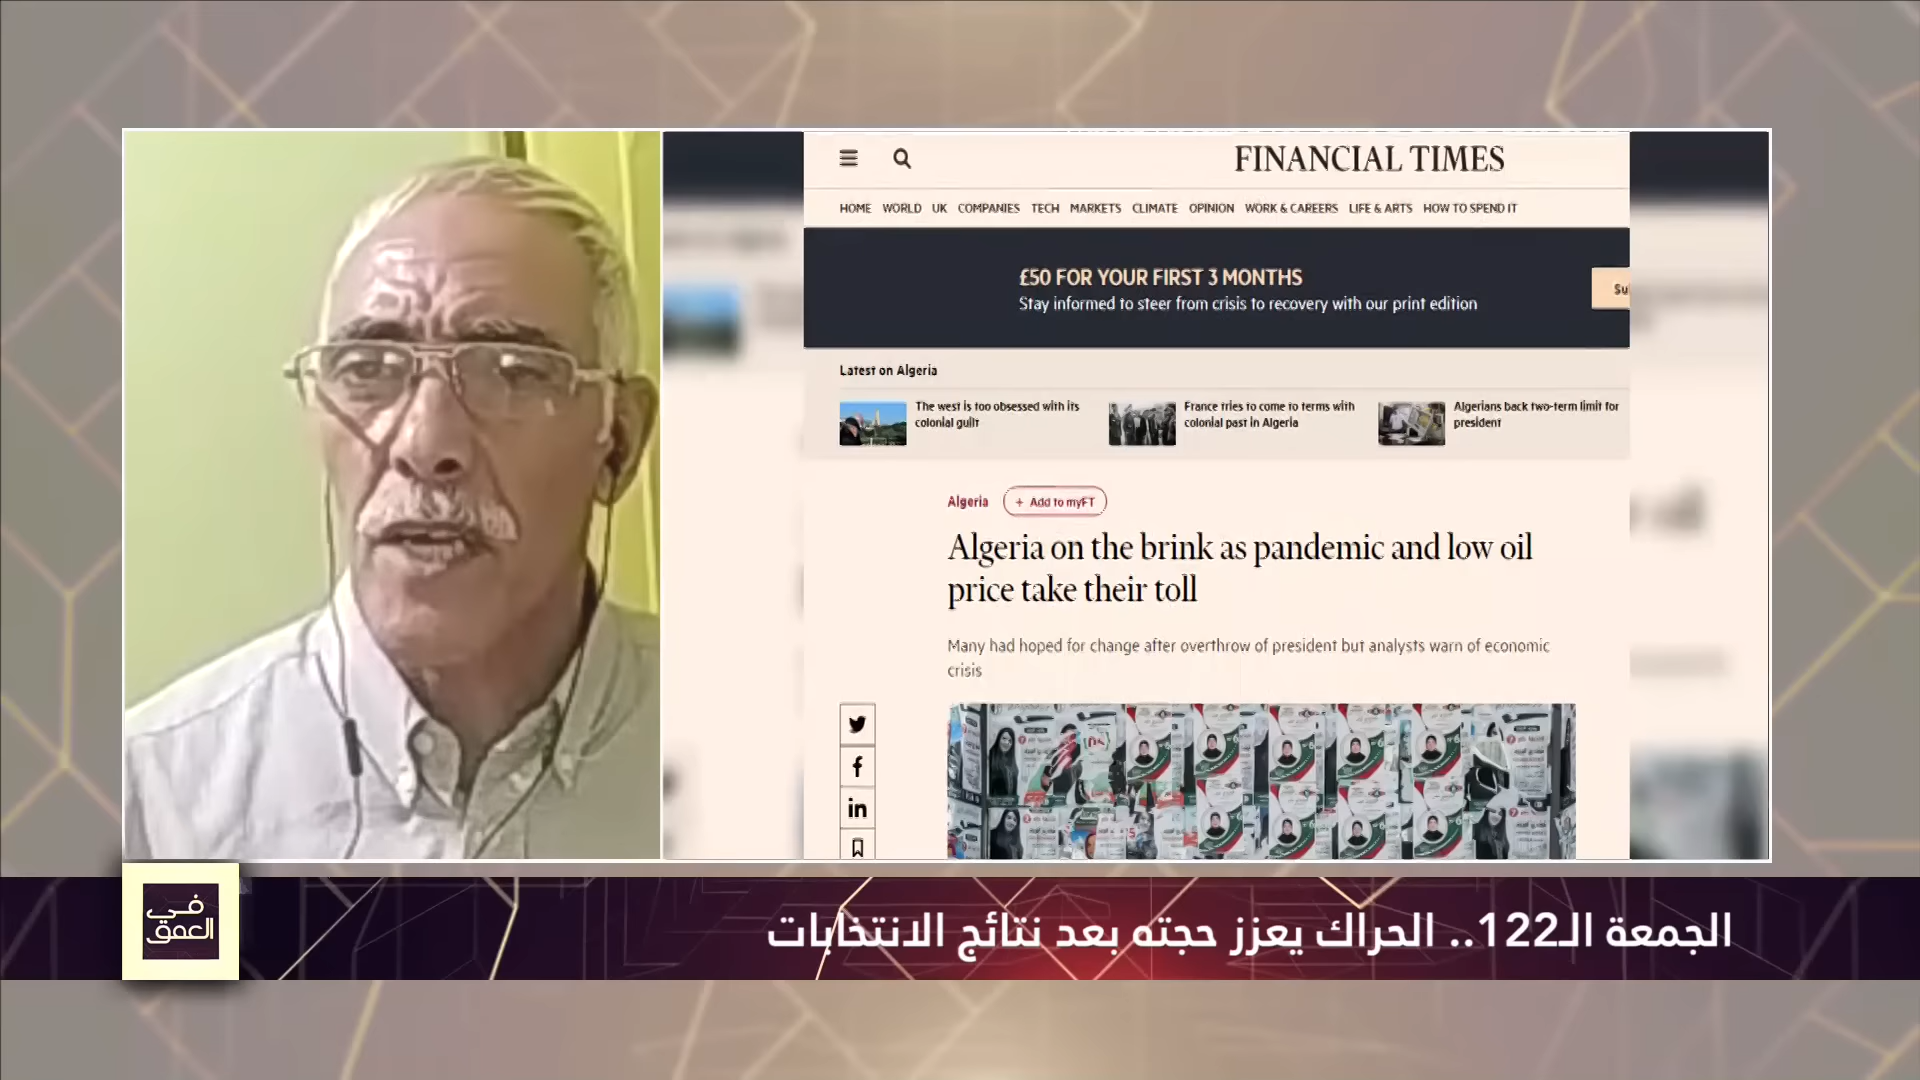 FINANCIAL TIMES
HOME WORLD UK COMPANIES TECH MARKETS CLIMATE OPINION WORK & CAREERS LIFE & ARTS HOW TO SPEND IT
£50 FOR YOUR FIRST 3 MONTHS
Stay informed to steer from crisis to recovery with our print edition
Latest on Algeria
The west is too obsessed with its
colonial guilt
France tries to come to terms with
colonial past in Algeria
Algerians back two-term limit for
president
Algeria
+ Add to myFT
Algeria on the brink as pandemic and low oil
price take their toll
Many had hoped for change after overthrow of president but analysts warn of economic
crisis
in
في
العمق
الجمعة الـ122.. الحراك يعزز حجته بعد نتائج الانتخابات